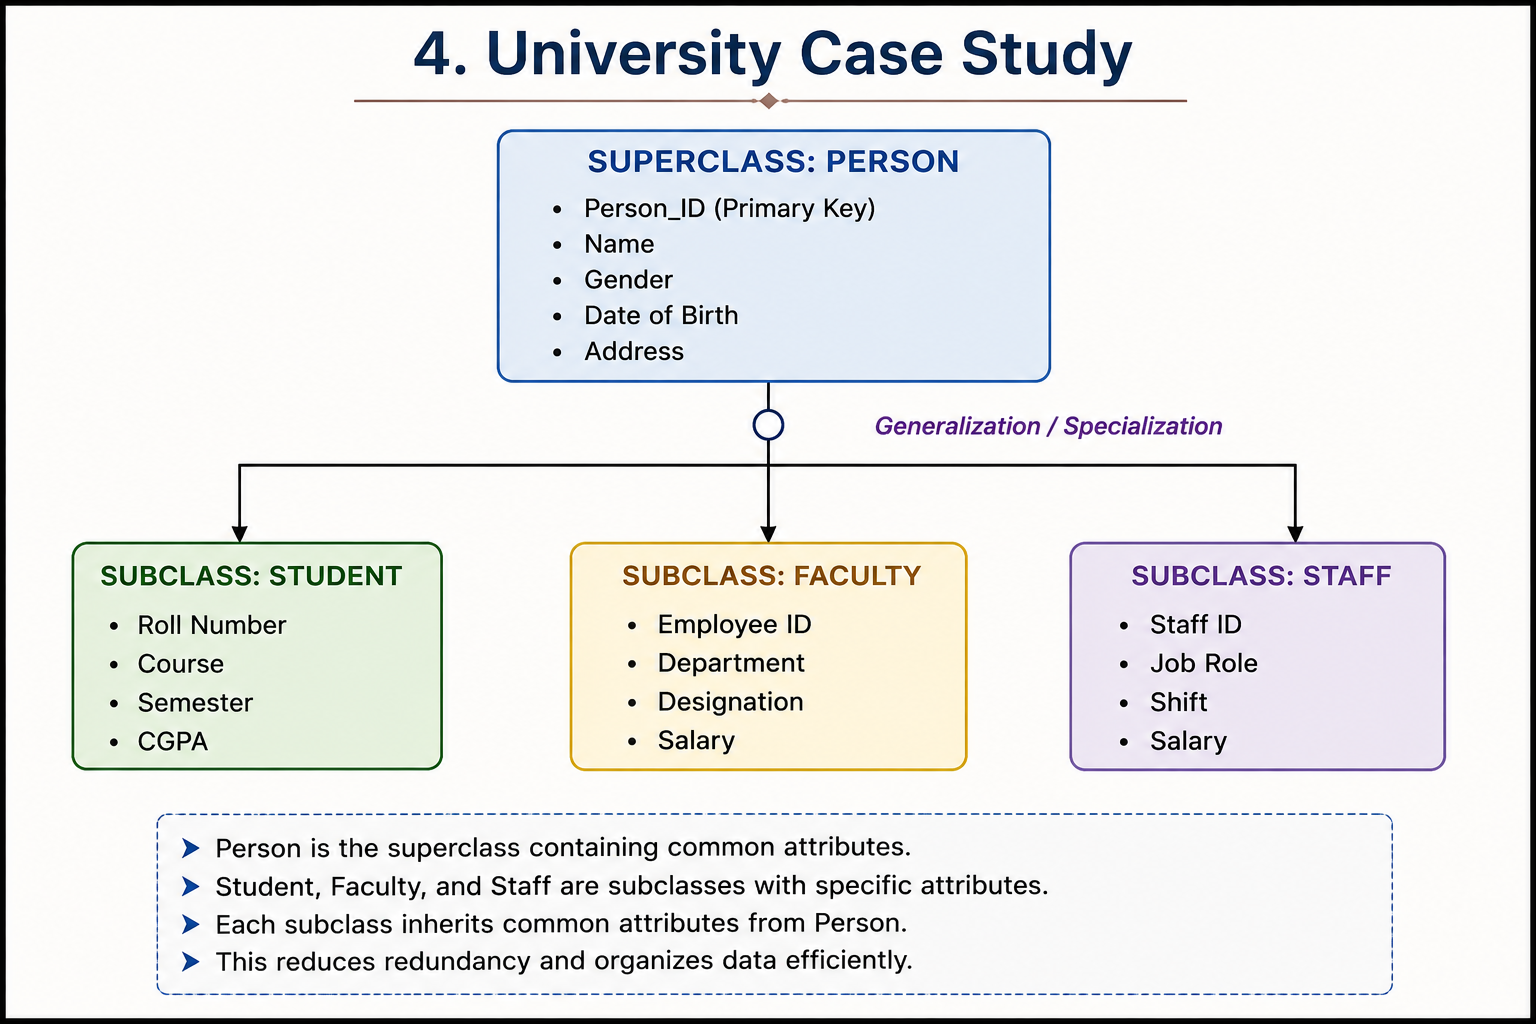 4. University Case Study
SUPERCLASS: PERSON
• Person_ID (Primary Key)
• Name
• Gender
• Date of Birth
• Address
Generalization / Specialization
SUBCLASS: STUDENT
• Roll Number
• Course
• Semester
• CGPA
SUBCLASS: FACULTY
• Employee ID
• Department
• Designation
• Salary
SUBCLASS: STAFF
• Staff ID
• Job Role
• Shift
• Salary
➤ Person is the superclass containing common attributes.
➤ Student, Faculty, and Staff are subclasses with specific attributes.
➤ Each subclass inherits common attributes from Person.
➤ This reduces redundancy and organizes data efficiently.